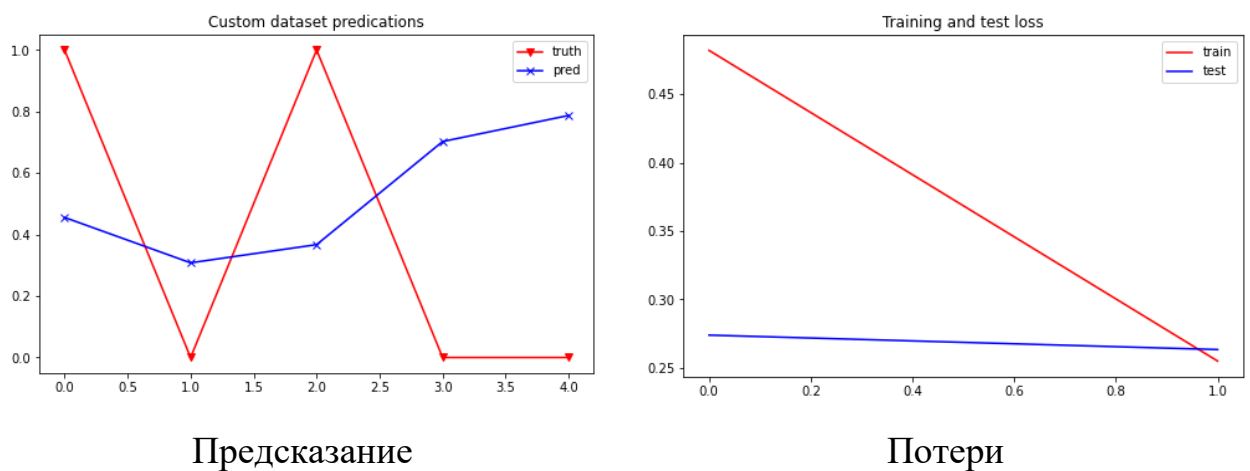 Custom dataset predications
1.0
0.8
0.6
0.4
0.2
0.0
0.0 0.5 1.0 1.5 2.0 2.5 3.0 3.5 4.0
truth
pred
Предсказание
Training and test loss
0.45
0.40
0.35
0.30
0.25
0.0 0.2 0.4 0.6 0.8 1.0
train
test
Потери